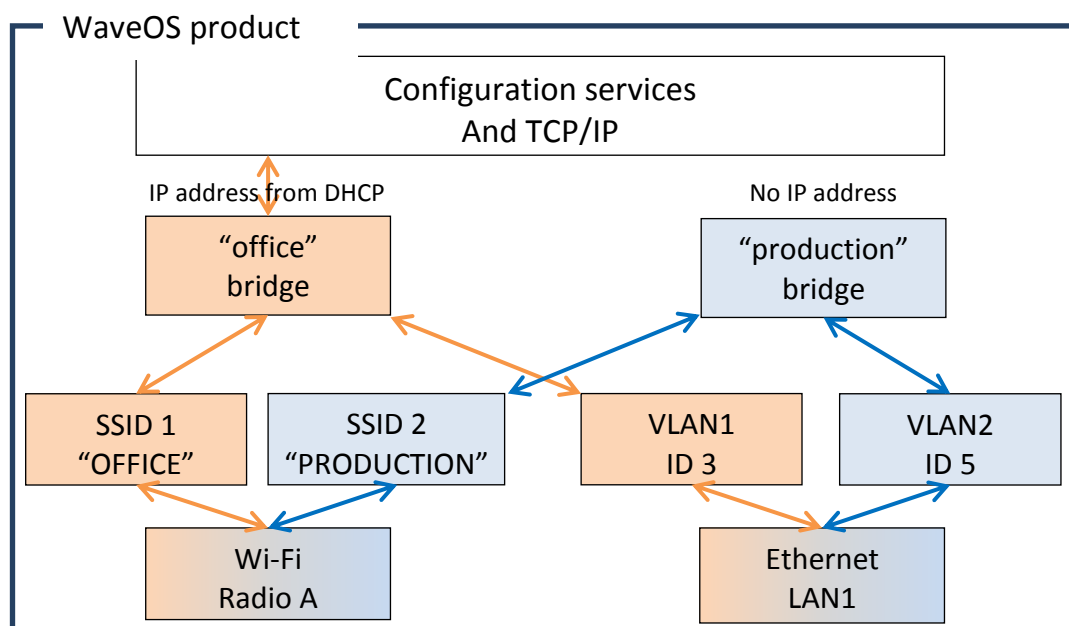 WaveOS product
Configuration services
And TCP/IP
IP address from DHCP
No IP address
“office”
bridge
“production”
bridge
SSID 1
“OFFICE”
SSID 2
“PRODUCTION”
VLAN1
ID 3
VLAN2
ID 5
Wi-Fi
Radio A
Ethernet
LAN1